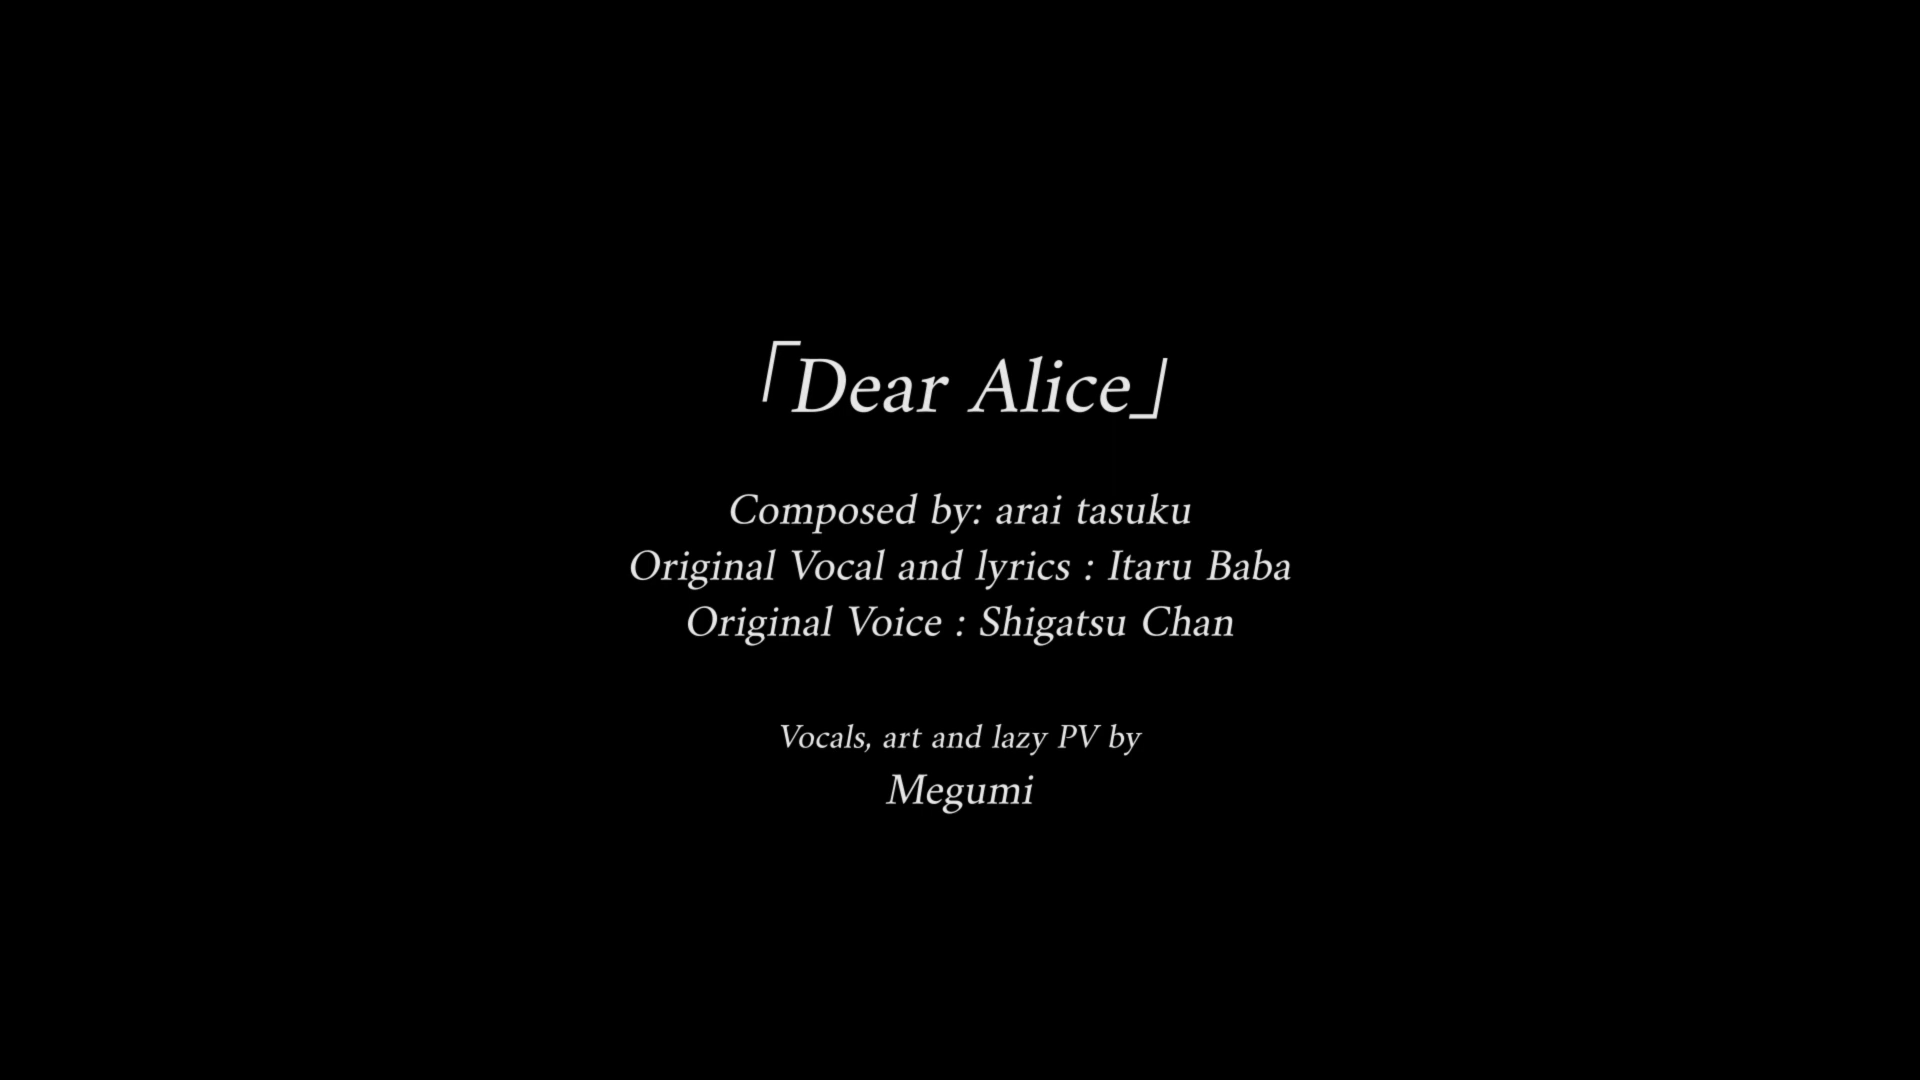 「Dear Alice」
Composed by: arai tasuku
Original Vocal and lyrics : Itaru Baba
Original Voice : Shigatsu Chan
Vocals, art and lazy PV by
Megumi